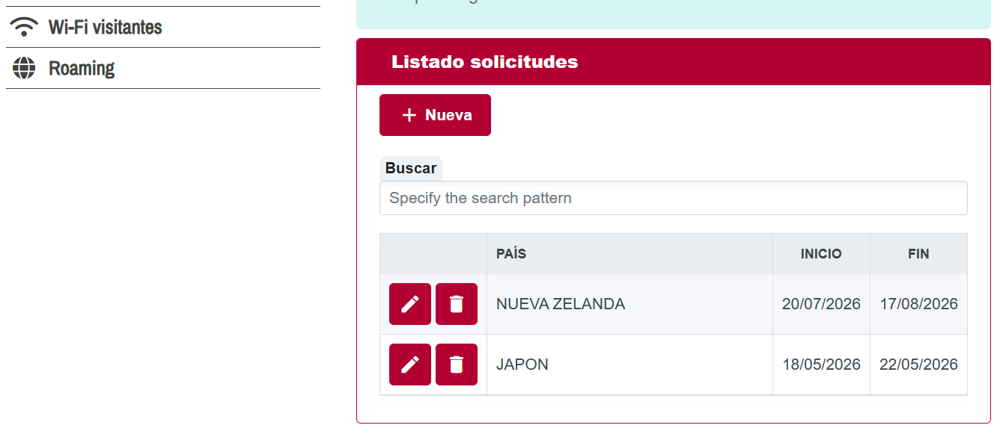 Wi-Fi visitantes
Roaming
Listado solicitudes
+ Nueva
Buscar
Specify the search pattern
PAÍS INICIO FIN
NUEVA ZELANDA 20/07/2026 17/08/2026
JAPON 18/05/2026 22/05/2026